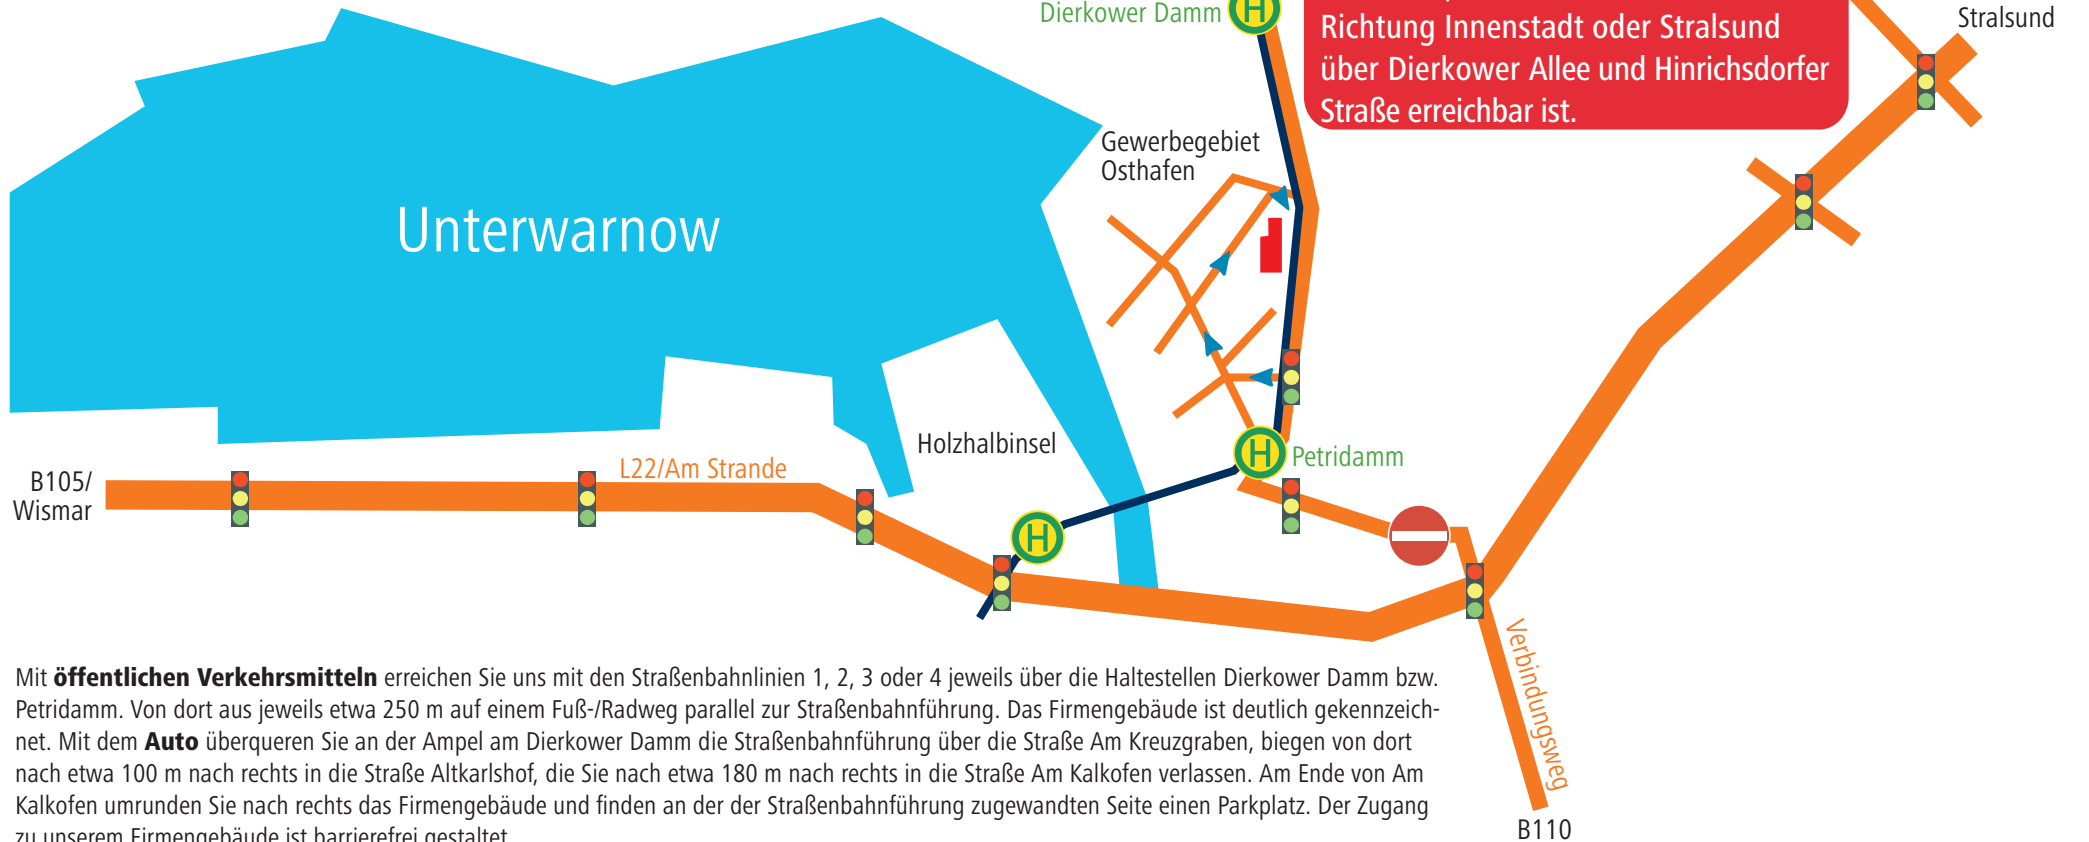 Dierkower Damm
Richtung Innenstadt oder Stralsund
über Dierkower Allee und Hinrichsdorfer
Straße erreichbar ist.
Stralsund
Gewerbegebiet
Osthafen
Unterwarnow
Holzhalbinsel
H
H
H
Petridamm
L22/Am Strande
B105/
Wismar
Verbindungsweg
B110
Mit öffentlichen Verkehrsmitteln erreichen Sie uns mit den Straßenbahnlinien 1, 2, 3 oder 4 jeweils über die Haltestellen Dierkower Damm bzw.
Petridamm. Von dort aus jeweils etwa 250 m auf einem Fuß-/Radweg parallel zur Straßenbahnführung. Das Firmengebäude ist deutlich gekennzeich-
net. Mit dem Auto überqueren Sie an der Ampel am Dierkower Damm die Straßenbahnführung über die Straße Am Kreuzgraben, biegen von dort
nach etwa 100 m nach rechts in die Straße Altkarlshof, die Sie nach etwa 180 m nach rechts in die Straße Am Kalkofen verlassen. Am Ende von Am
Kalkofen umrunden Sie nach rechts das Firmengebäude und finden an der der Straßenbahnführung zugewandten Seite einen Parkplatz. Der Zugang
zu unserem Firmengebäude ist barrierefrei gestaltet